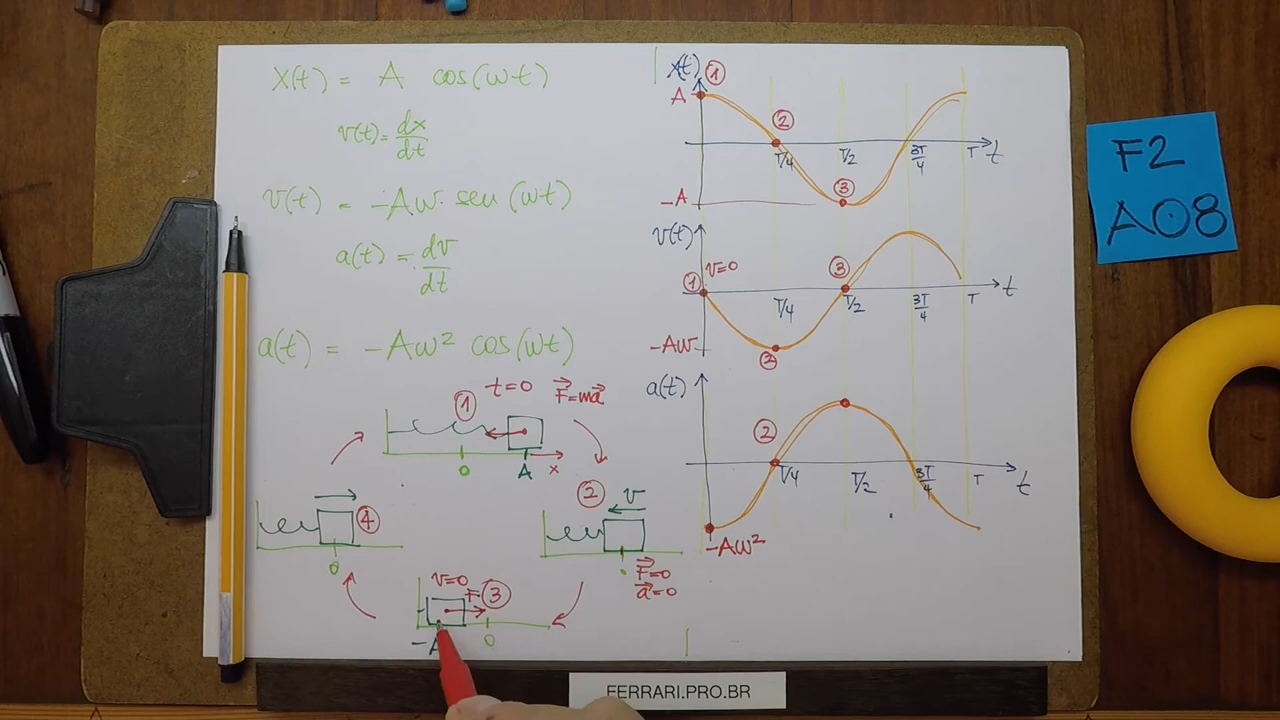 X(t) = A cos(ωt)
v(t) = dx/dt
v(t) = -Aω. sen(ωt)
a(t) = dv/dt
a(t) = -Aω² cos(ωt)
t=0 F⃗=ma⃗
①
0 A x
② v
0
F⃗=0
a⃗=0
v=0
F ③
-A 0
④
0
X(t) ①
A
②
T/4 T/2 3T/4 T t
-A ③
v(t)
① v=0 ③
T/4 T/2 3T/4 T t
-Aω ②
a(t)
②
T/4 T/2 3T/4 T t
-Aω²
F2
A08
FERRARI.PRO.BR